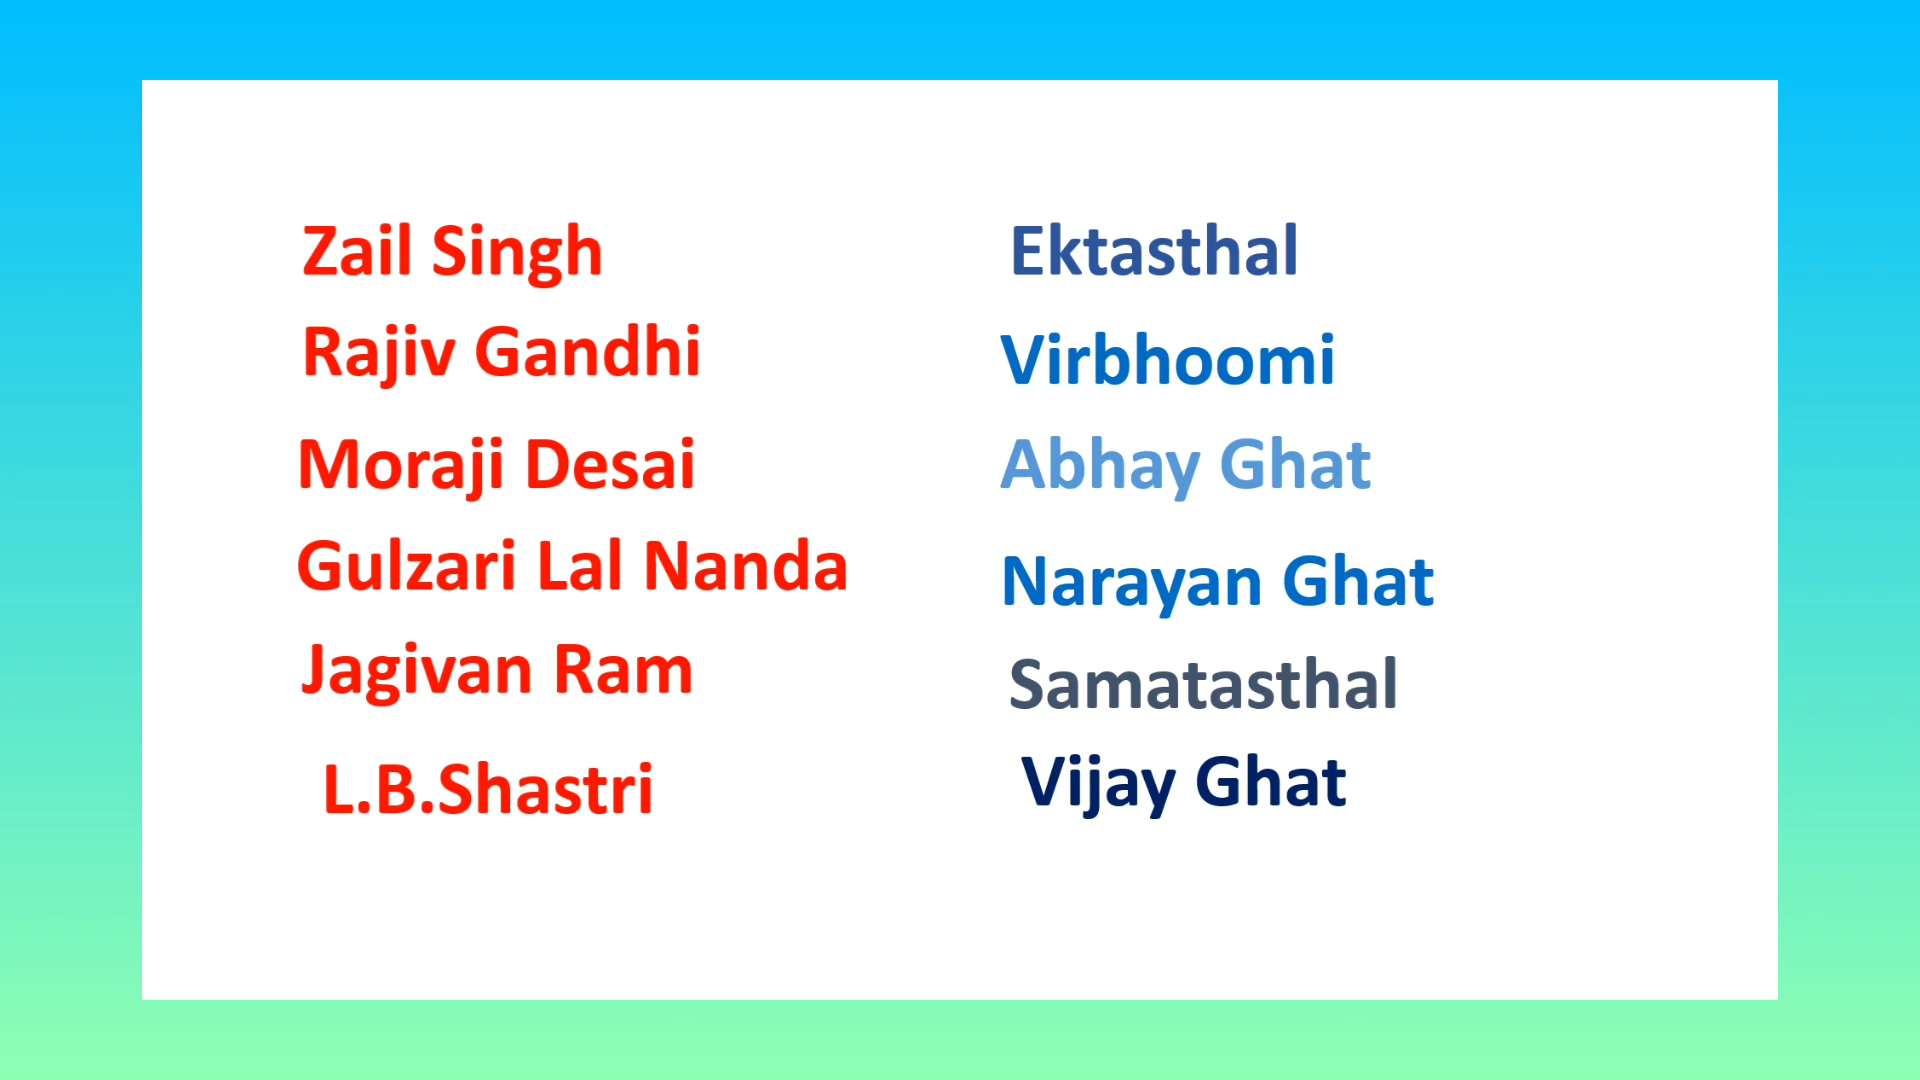 Zail Singh Ektasthal
Rajiv Gandhi Virbhoomi
Moraji Desai Abhay Ghat
Gulzari Lal Nanda Narayan Ghat
Jagivan Ram Samatasthal
L.B.Shastri Vijay Ghat